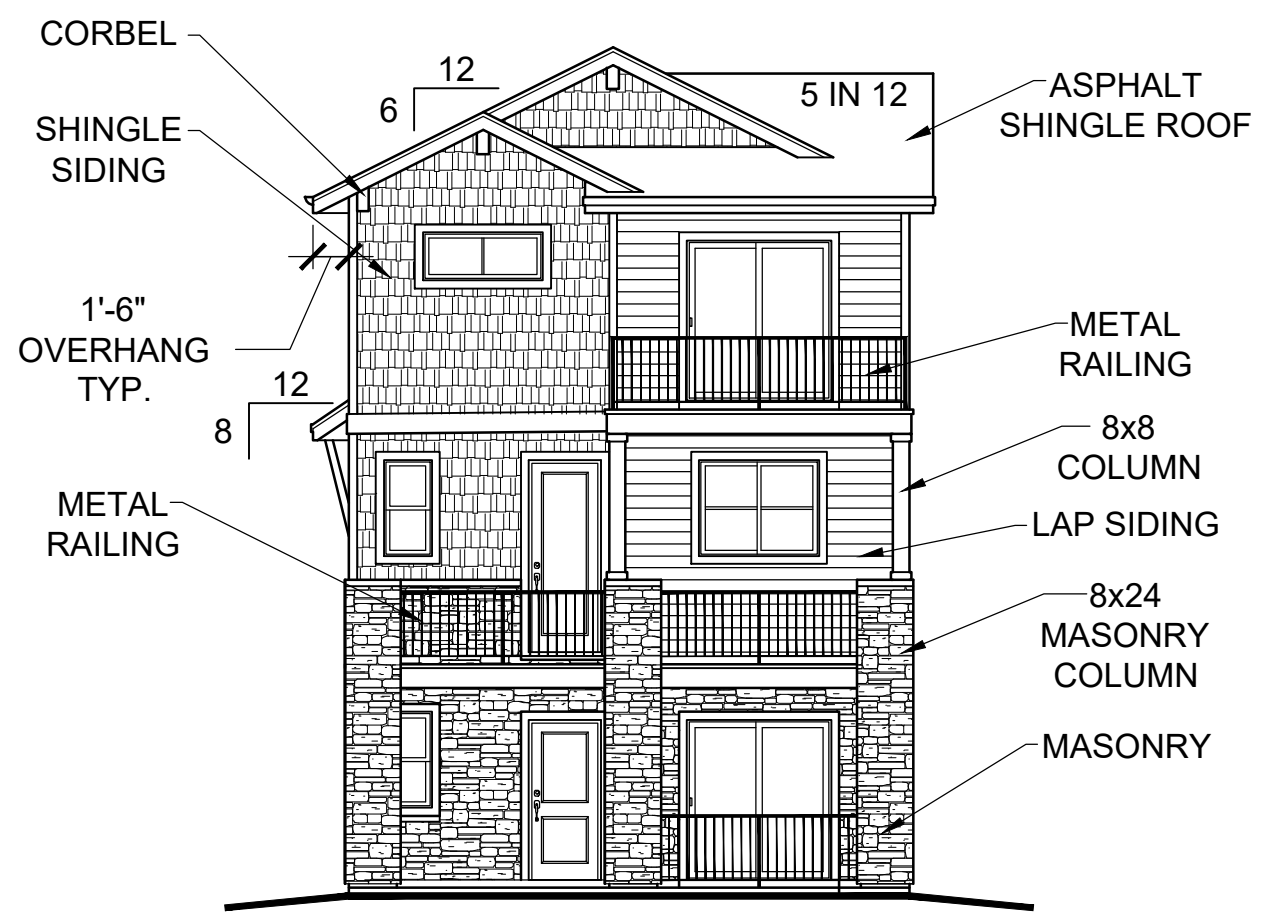 CORBEL
12
6
5 IN 12
ASPHALT
SHINGLE ROOF
SHINGLE
SIDING
1'-6"
OVERHANG
TYP.
12
8
METAL
RAILING
METAL
RAILING
8x8
COLUMN
LAP SIDING
8x24
MASONRY
COLUMN
MASONRY